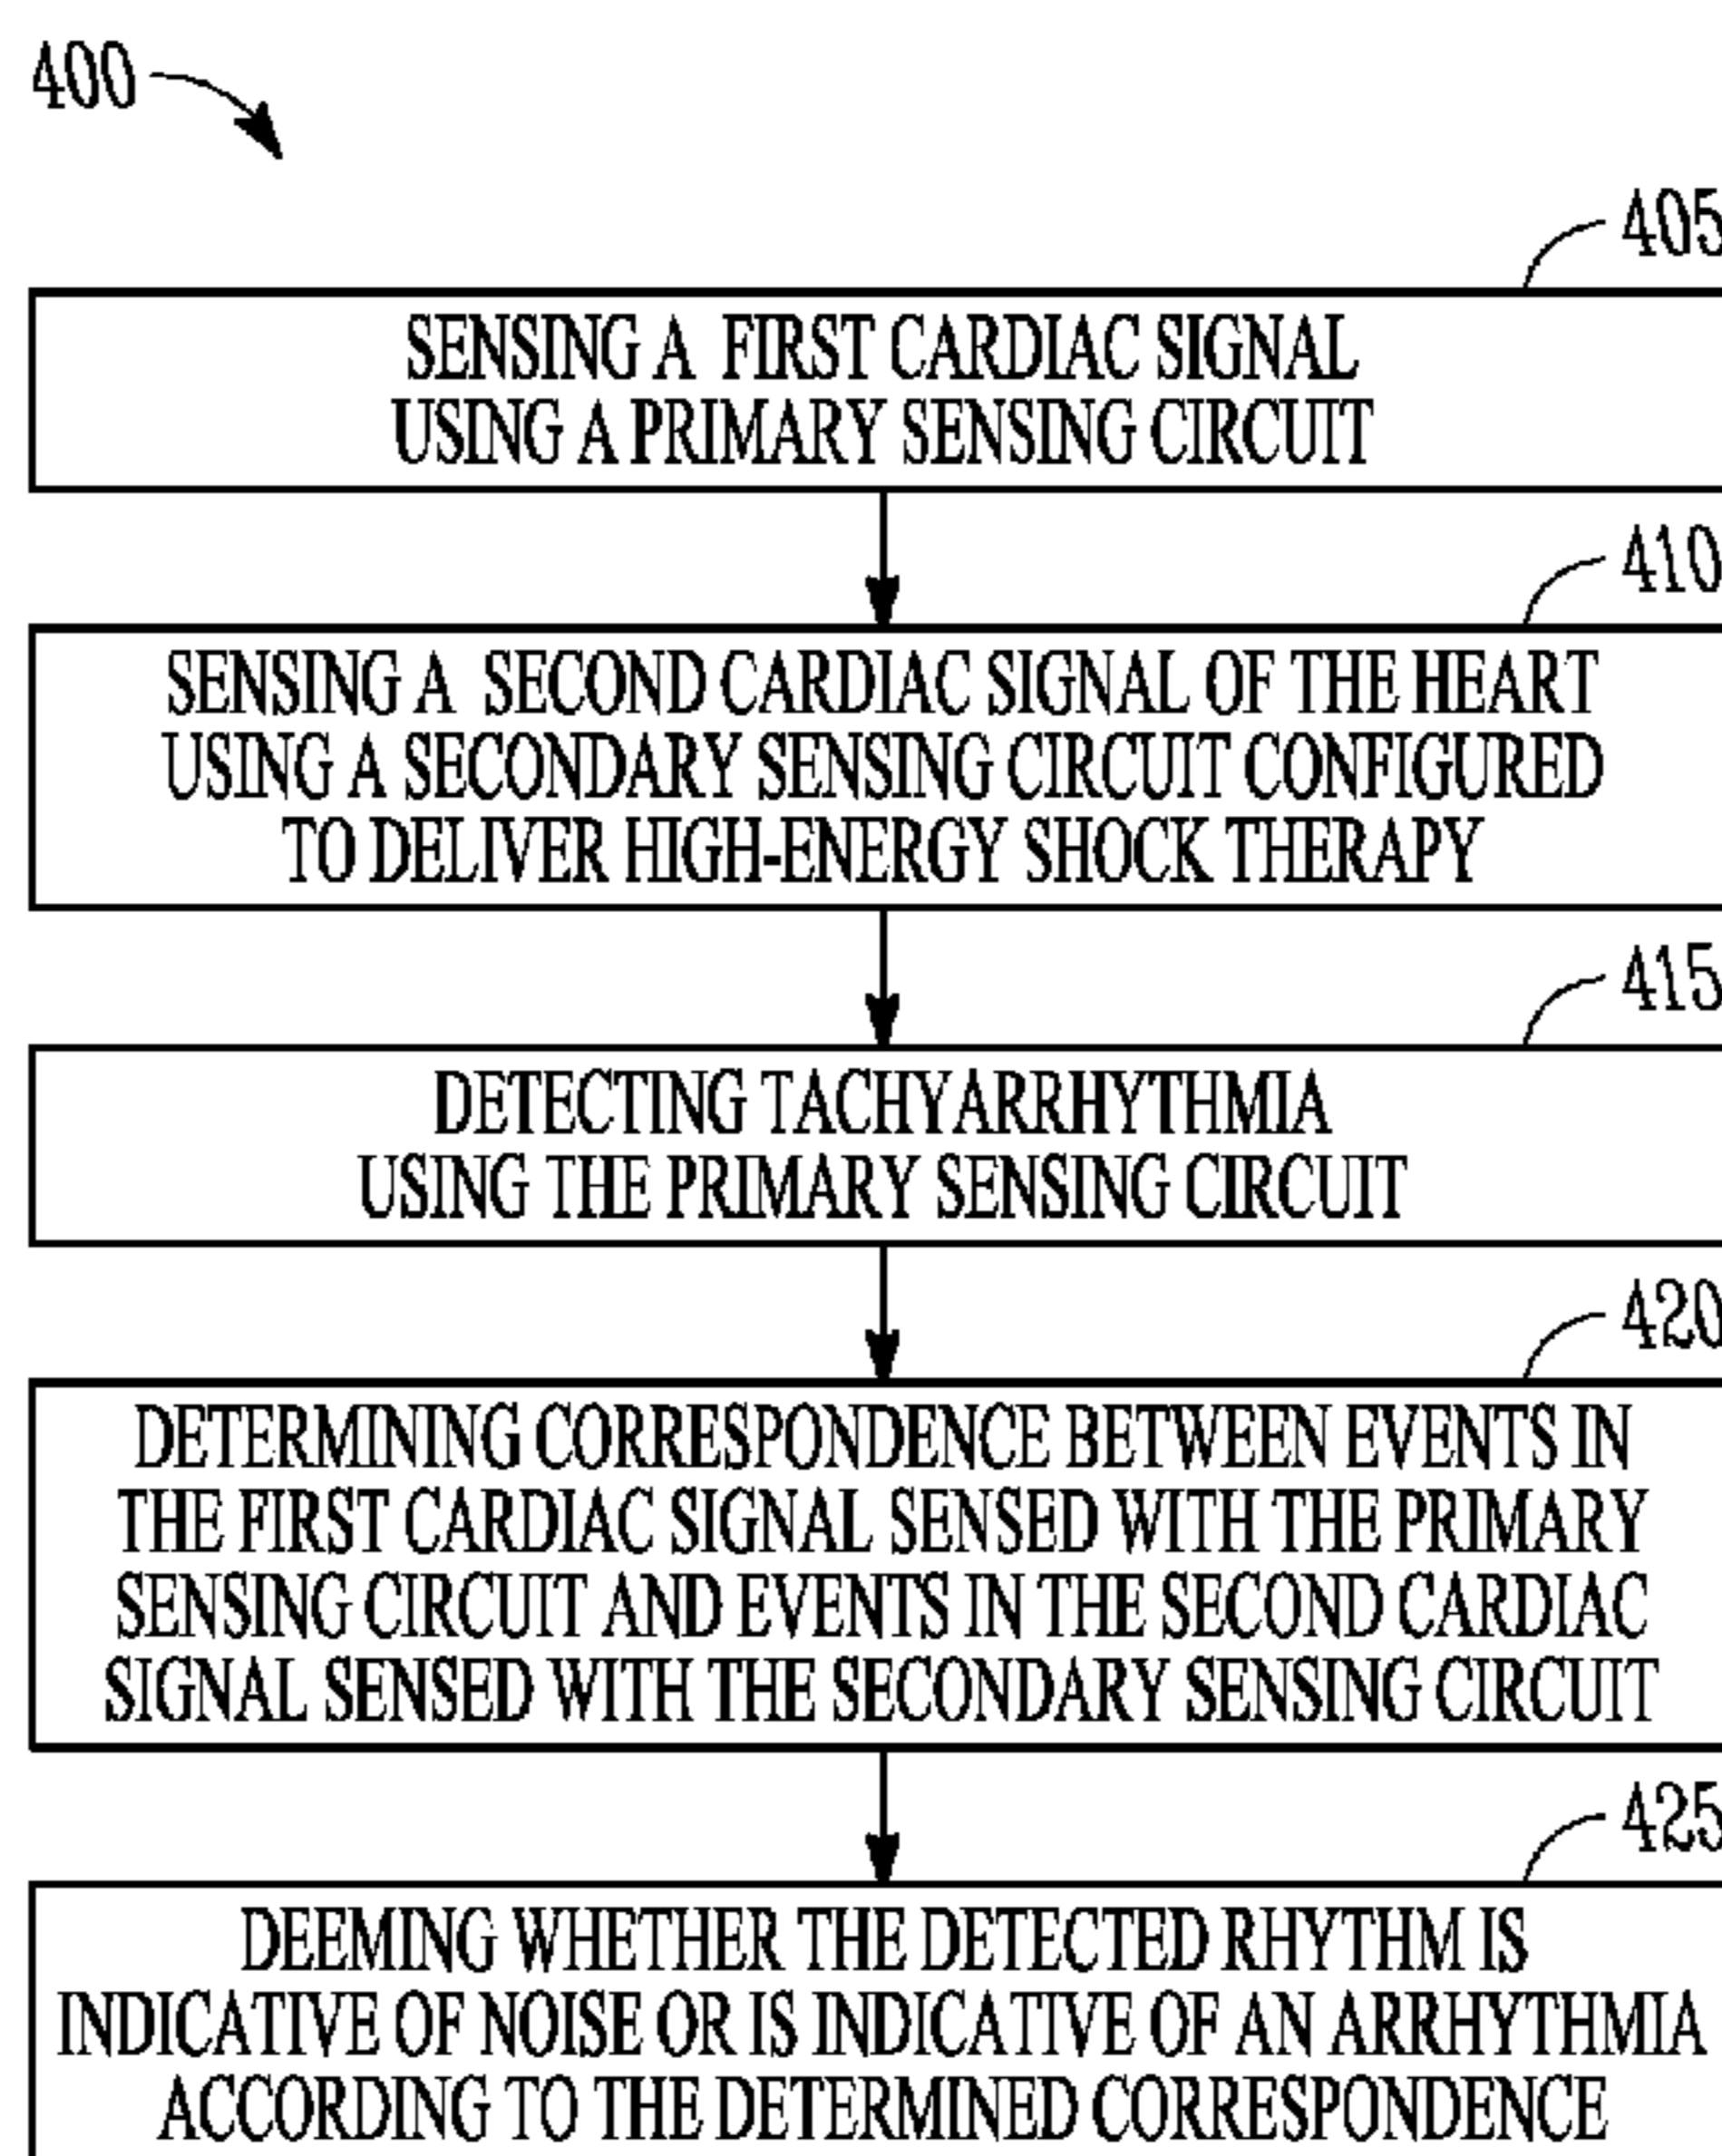 400
405
SENSING A FIRST CARDIAC SIGNAL
USING A PRIMARY SENSING CIRCUIT
410
SENSING A SECOND CARDIAC SIGNAL OF THE HEART
USING A SECONDARY SENSING CIRCUIT CONFIGURED
TO DELIVER HIGH-ENERGY SHOCK THERAPY
415
DETECTING TACHYARRHYTHMIA
USING THE PRIMARY SENSING CIRCUIT
420
DETERMINING CORRESPONDENCE BETWEEN EVENTS IN
THE FIRST CARDIAC SIGNAL SENSED WITH THE PRIMARY
SENSING CIRCUIT AND EVENTS IN THE SECOND CARDIAC
SIGNAL SENSED WITH THE SECONDARY SENSING CIRCUIT
425
DEEMING WHETHER THE DETECTED RHYTHM IS
INDICATIVE OF NOISE OR IS INDICATIVE OF AN ARRHYTHMIA
ACCORDING TO THE DETERMINED CORRESPONDENCE